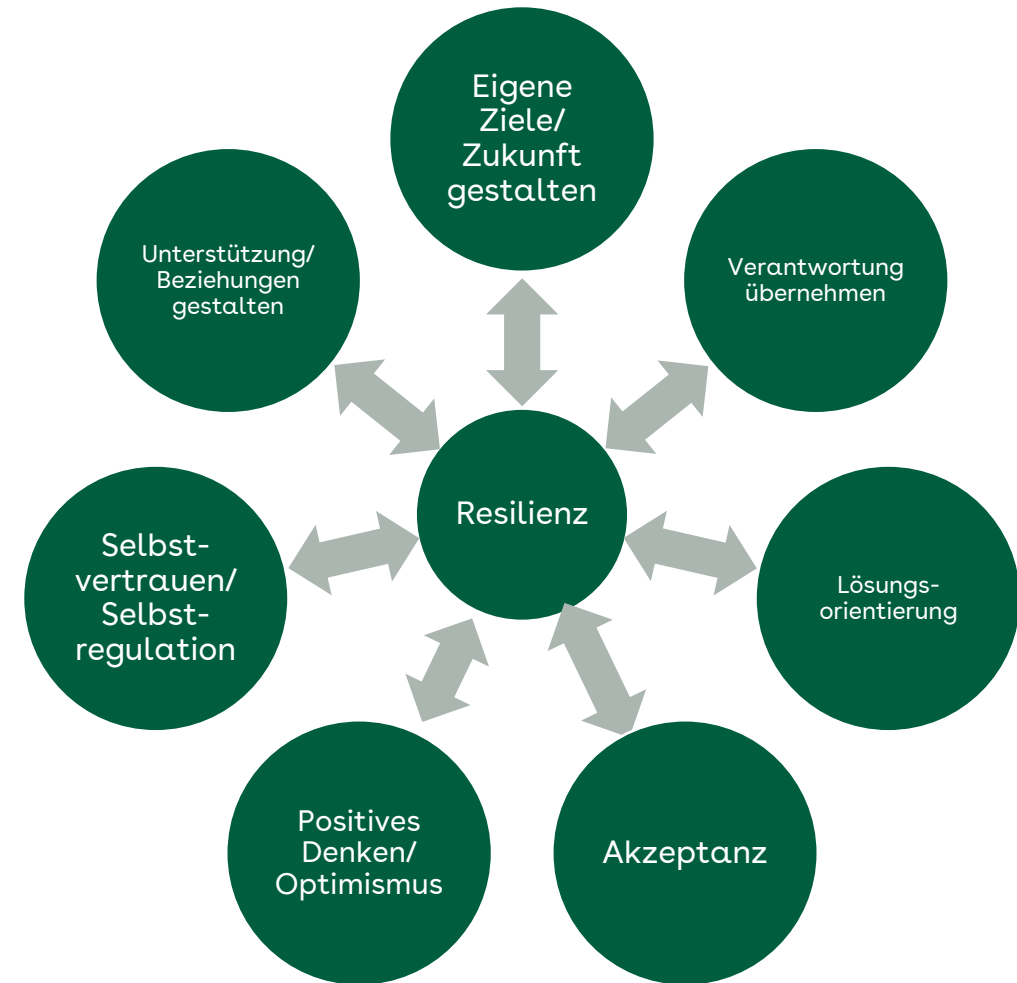 Eigene
Ziele/
Zukunft
gestalten
Verantwortung
übernehmen
Lösungs-
orientierung
Akzeptanz
Positives
Denken/
Optimismus
Selbst-
vertrauen/
Selbst-
regulation
Unterstützung/
Beziehungen
gestalten
Resilienz